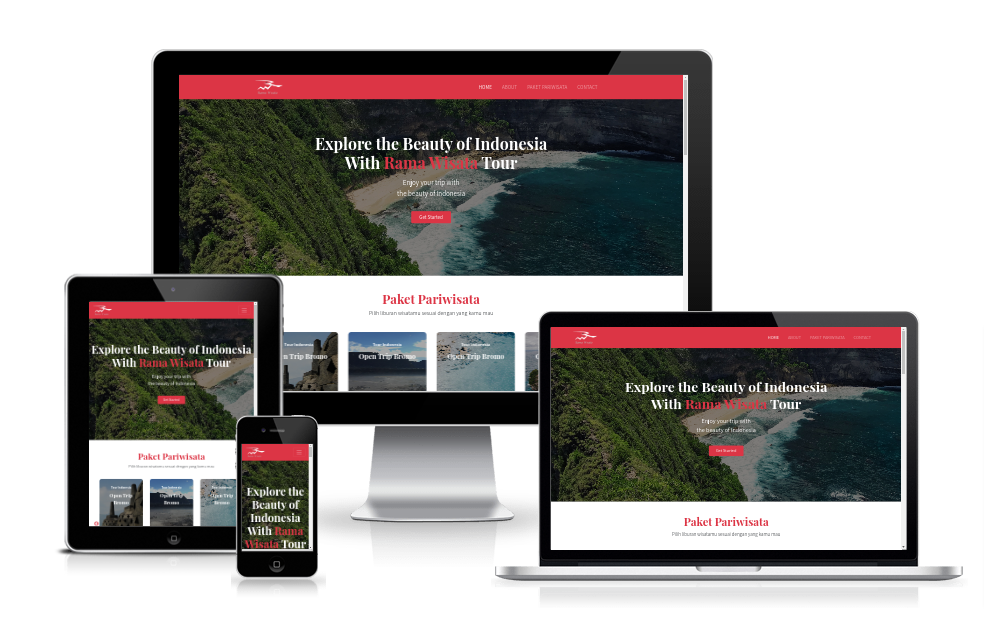 HOME ABOUT PAKET PARIWISATA CONTACT
Explore the Beauty of Indonesia
With Rama Wisata Tour
Enjoy your trip with
the beauty of indonesia
Get Started
Paket Pariwisata
Pilih liburan wisatamu sesuai dengan yang kamu mau
Tour Indonesia
Open Trip Bromo
Tour Indonesia
Open Trip Bromo
Tour Indonesia
Open Trip Bromo
Explore the Beauty of Indonesia
With Rama Wisata Tour
Enjoy your trip with
the beauty of indonesia
Get Started
Paket Pariwisata
Pilih liburan wisatamu sesuai dengan yang kamu mau
Tour Indonesia
Open Trip
Bromo
Tour Indonesia
Open Trip
Bromo
Tour Indonesia
Open Trip
Bromo
Explore the
Beauty of
Indonesia
With Rama
Wisata Tour
HOME ABOUT PAKET PARIWISATA CONTACT
Explore the Beauty of Indonesia
With Rama Wisata Tour
Enjoy your trip with
the beauty of indonesia
Get Started
Paket Pariwisata
Pilih liburan wisatamu sesuai dengan yang kamu mau